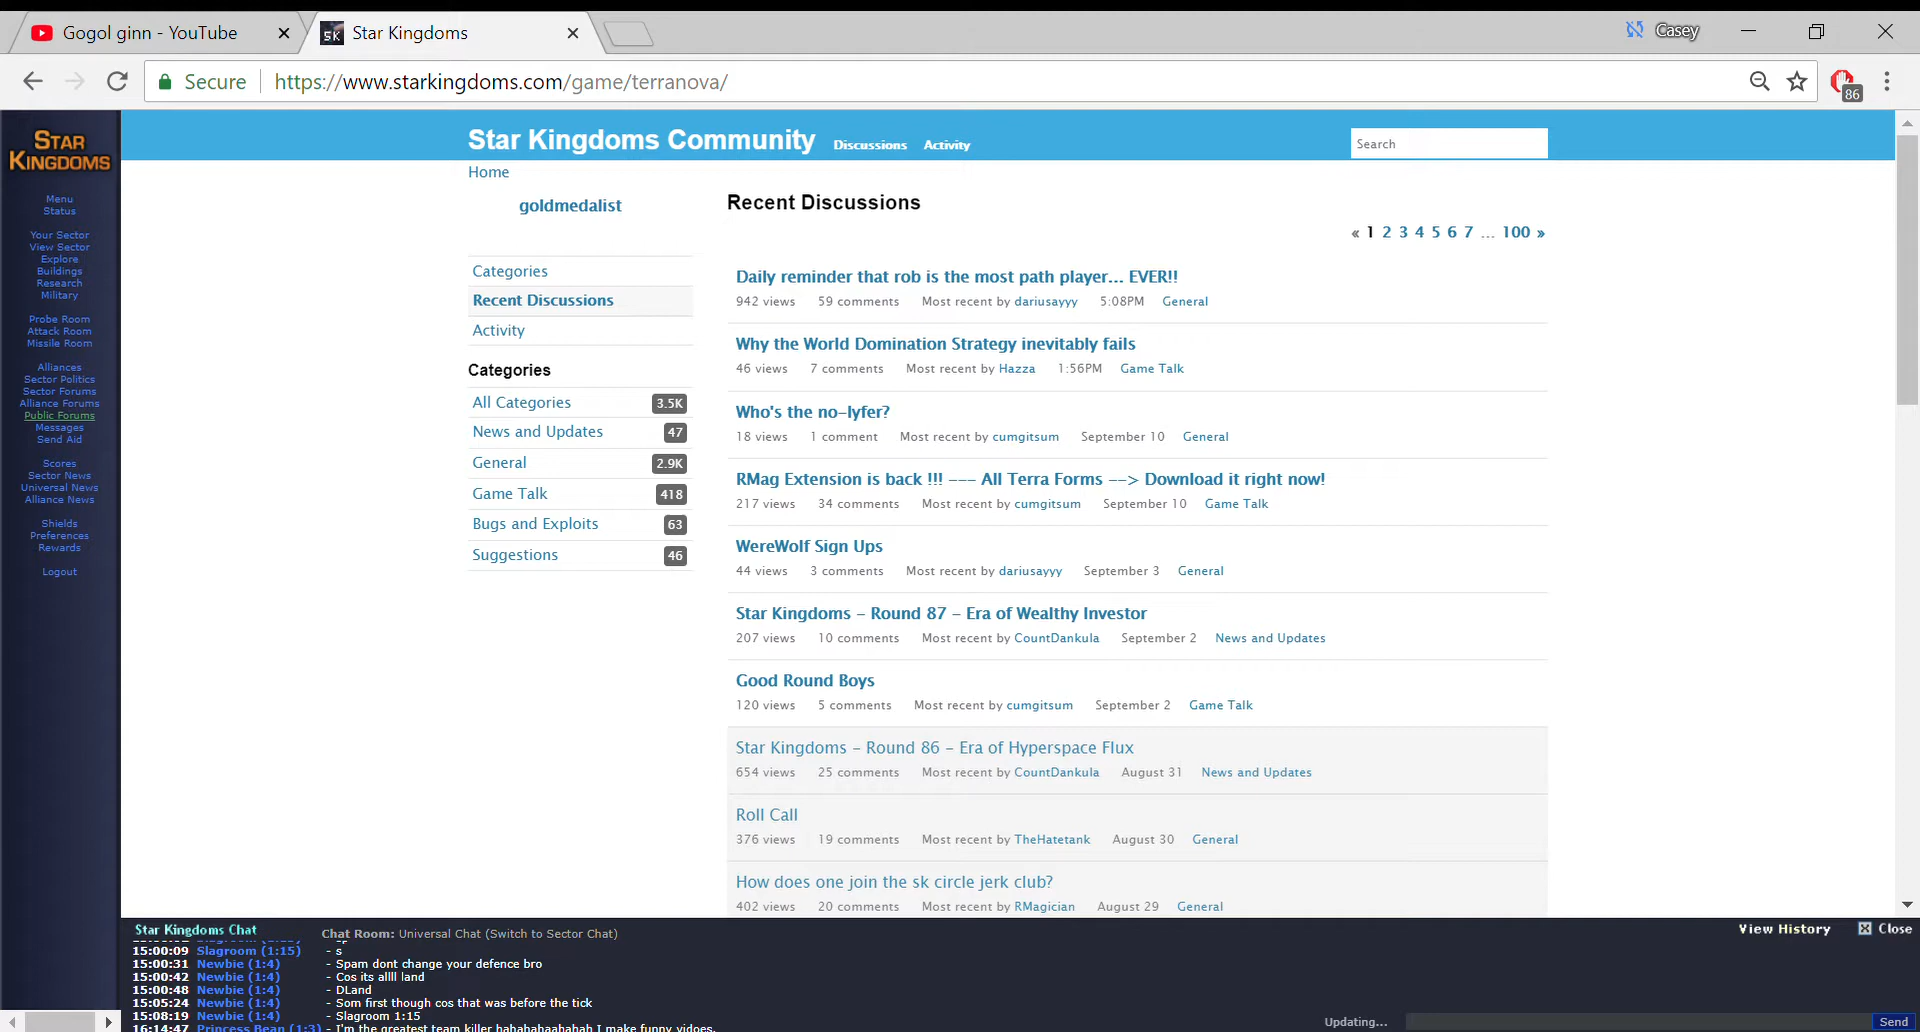 Gogol ginn - YouTube
Star Kingdoms
Casey
Secure
https://www.starkingdoms.com/game/terranova/
86
STAR
KINGDOMS
Menu
Status
Your Sector
View Sector
Explore
Buildings
Research
Military
Probe Room
Attack Room
Missile Room
Alliances
Sector Politics
Sector Forums
Alliance Forums
Public Forums
Messages
Send Aid
Scores
Sector News
Universal News
Alliance News
Shields
Preferences
Rewards
Logout
Star Kingdoms Community Discussions Activity
Search
Home
goldmedalist
Categories
Recent Discussions
Activity
Categories
All Categories 3.5K
News and Updates 47
General 2.9K
Game Talk 418
Bugs and Exploits 63
Suggestions 46
Recent Discussions
« 1 2 3 4 5 6 7 ... 100 »
Daily reminder that rob is the most path player... EVER!!
942 views 59 comments Most recent by dariusayyy 5:08PM General
Why the World Domination Strategy inevitably fails
46 views 7 comments Most recent by Hazza 1:56PM Game Talk
Who's the no-lyfer?
18 views 1 comment Most recent by cumgitsum September 10 General
RMag Extension is back !!! --- All Terra Forms --> Download it right now!
217 views 34 comments Most recent by cumgitsum September 10 Game Talk
WereWolf Sign Ups
44 views 3 comments Most recent by dariusayyy September 3 General
Star Kingdoms - Round 87 - Era of Wealthy Investor
207 views 10 comments Most recent by CountDankula September 2 News and Updates
Good Round Boys
120 views 5 comments Most recent by cumgitsum September 2 Game Talk
Star Kingdoms - Round 86 - Era of Hyperspace Flux
654 views 25 comments Most recent by CountDankula August 31 News and Updates
Roll Call
376 views 19 comments Most recent by TheHatetank August 30 General
How does one join the sk circle jerk club?
402 views 20 comments Most recent by RMagician August 29 General
Star Kingdoms Chat
Chat Room: Universal Chat (Switch to Sector Chat)
View History
Close
15:00:09 Slagroom (1:15) - s
15:00:31 Newbie (1:4) - Spam dont change your defence bro
15:00:42 Newbie (1:4) - Cos its allll land
15:00:48 Newbie (1:4) - DLand
15:05:24 Newbie (1:4) - Som first though cos that was before the tick
15:08:19 Newbie (1:4) - Slagroom 1:15
16:14:47 Princess Bean (1:3) - I'm the greatest team killer hahahahaahahah I make funny vidoes.
Updating...
Send